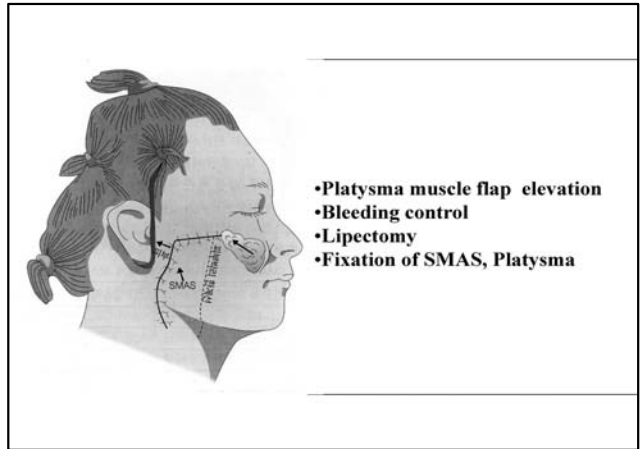 •Platysma muscle flap elevation
•Bleeding control
•Lipectomy
•Fixation of SMAS, Platysma
SMAS